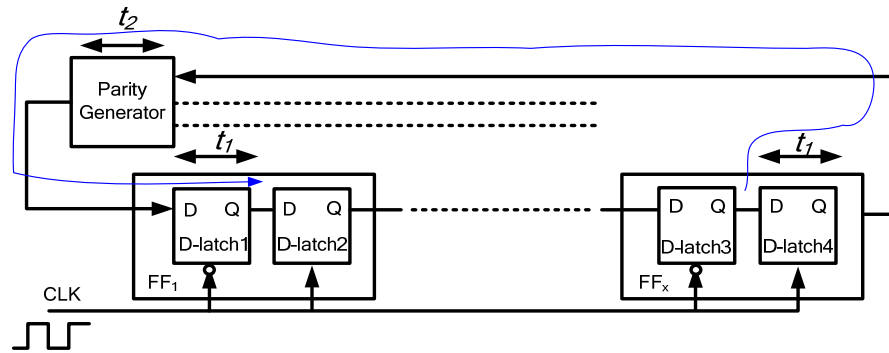 t2
Parity
Generator
t1
t1
D Q
D-latch1
D Q
D-latch2
D Q
D-latch3
D Q
D-latch4
FF1
FFx
CLK